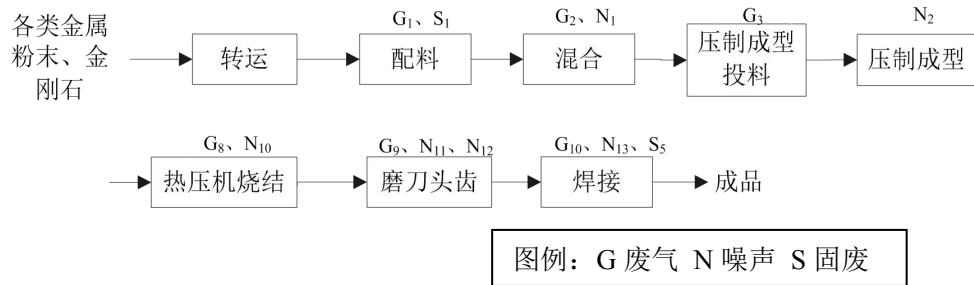 各类金属
粉末、金
刚石
转运
G₁、S₁
配料
G₂、N₁
混合
G₃
压制成型
投料
N₂
压制成型
G₈、N₁₀
热压机烧结
G₉、N₁₁、N₁₂
磨刀头齿
G₁₀、N₁₃、S₅
焊接
成品
图例：G 废气 N 噪声 S 固废